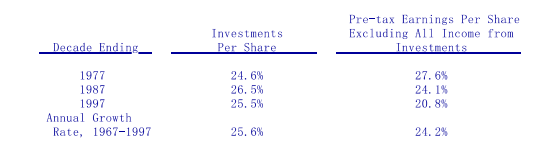 Pre-tax Earnings Per Share
Investments Excluding All Income from
Decade Ending Per Share Investments
1977 24.6% 27.6%
1987 26.5% 24.1%
1997 25.5% 20.8%
Annual Growth
Rate, 1967-1997 25.6% 24.2%